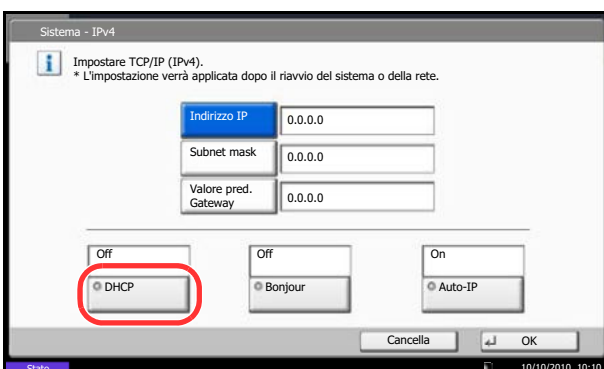 Sistema - IPv4
Impostare TCP/IP (IPv4).
* L'impostazione verrà applicata dopo il riavvio del sistema o della rete.
Indirizzo IP 0.0.0.0
Subnet mask 0.0.0.0
Valore pred.
Gateway 0.0.0.0
Off Off On
DHCP Bonjour Auto-IP
Cancella OK
Stato 10/10/2010 10:10